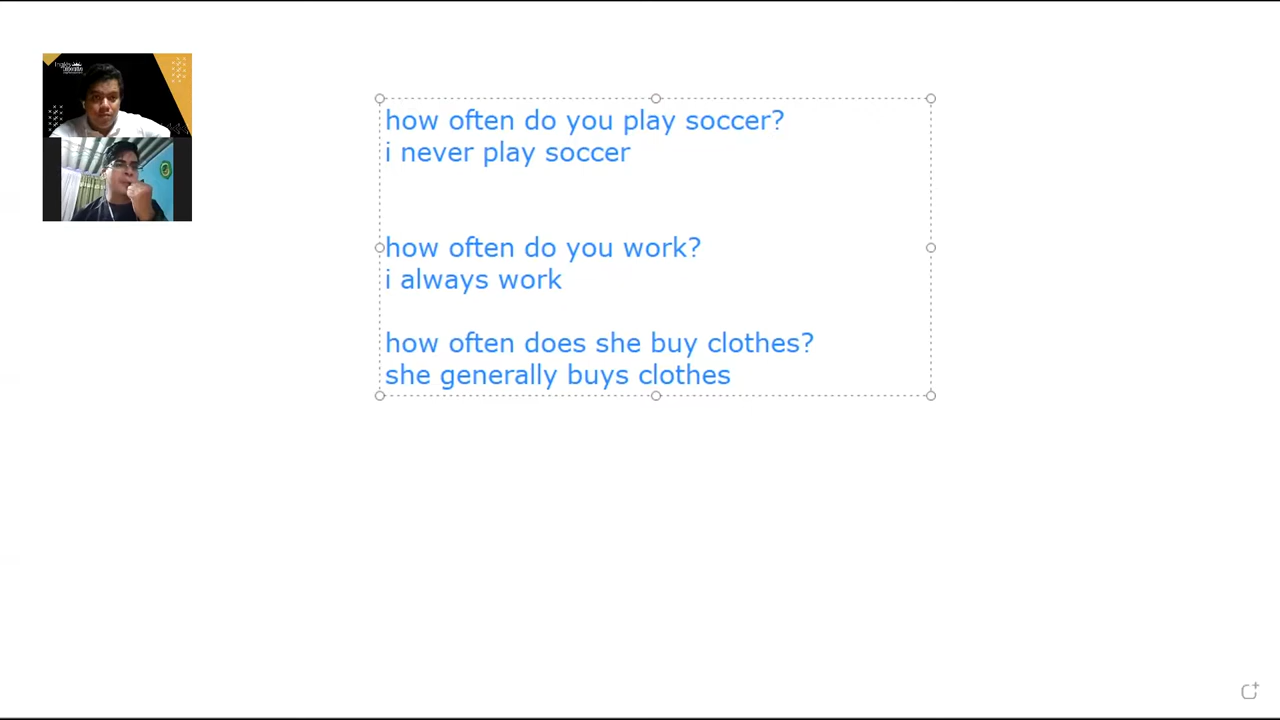 how often do you play soccer?
i never play soccer
how often do you work?
i always work
how often does she buy clothes?
she generally buys clothes